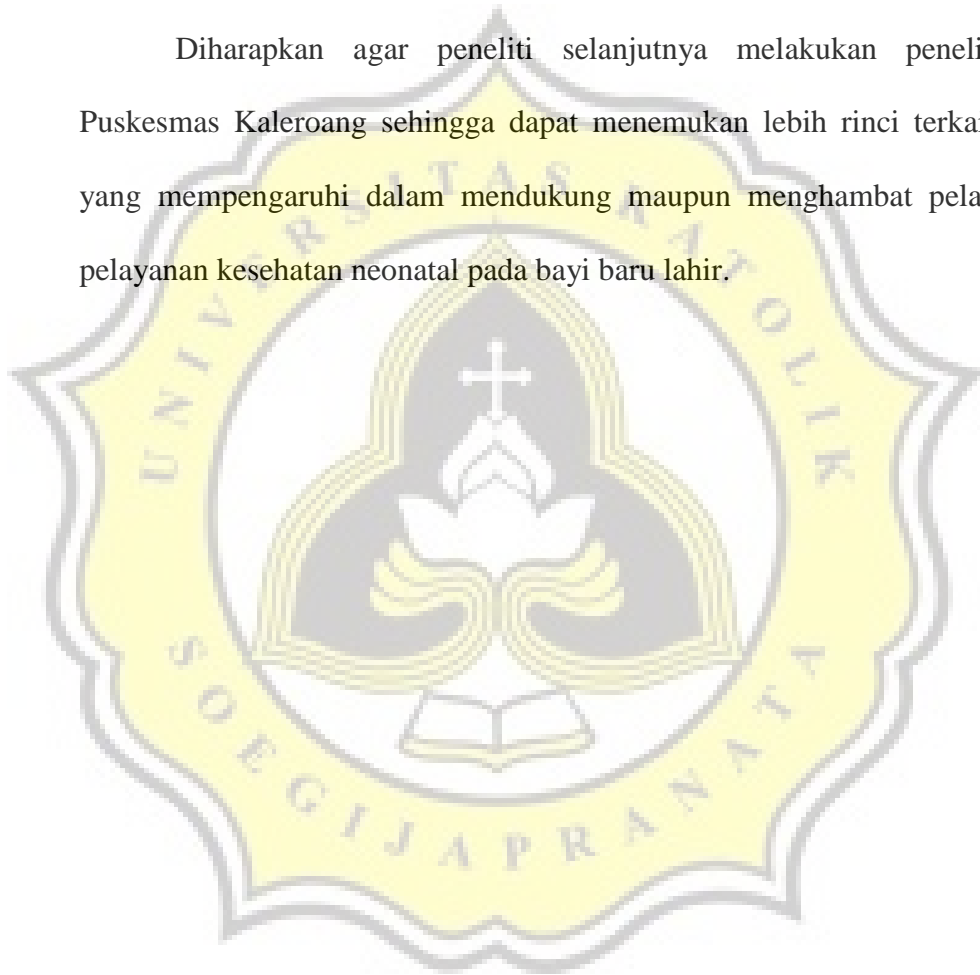 Diharapkan agar peneliti selanjutnya melakukan peneli
Puskesmas Kaleroang sehingga dapat menemukan lebih rinci terka
yang mempengaruhi dalam mendukung maupun menghambat pela
pelayanan kesehatan neonatal pada bayi baru lahir.
UNIVERSITAS KATOLIK
SOEGIJAPRANATA